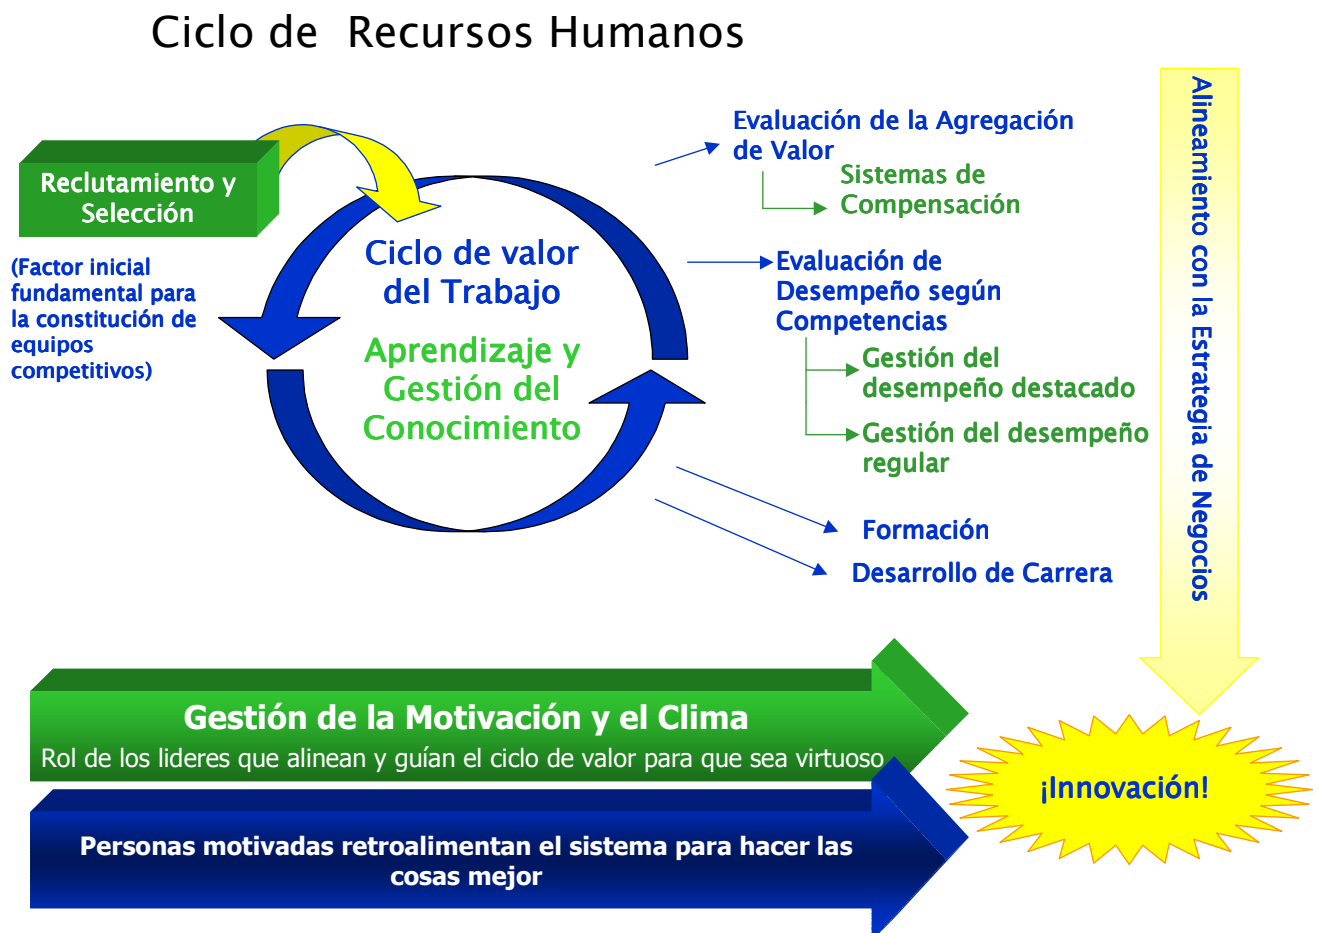 Ciclo de  Recursos Humanos
Reclutamiento y
Selección
(Factor inicial
fundamental para
la constitución de
equipos
competitivos)
Ciclo de valor
del Trabajo
Aprendizaje y
Gestión del
Conocimiento
Evaluación de la Agregación
de Valor
Sistemas de
Compensación
Evaluación de
Desempeño según
Competencias
Gestión del
desempeño destacado
Gestión del desempeño
regular
Formación
Desarrollo de Carrera
Alineamiento con la Estrategia de Negocios
Gestión de la Motivación y el Clima
Rol de los lideres que alinean y guían el ciclo de valor para que sea virtuoso
Personas motivadas retroalimentan el sistema para hacer las
cosas mejor
¡Innovación!